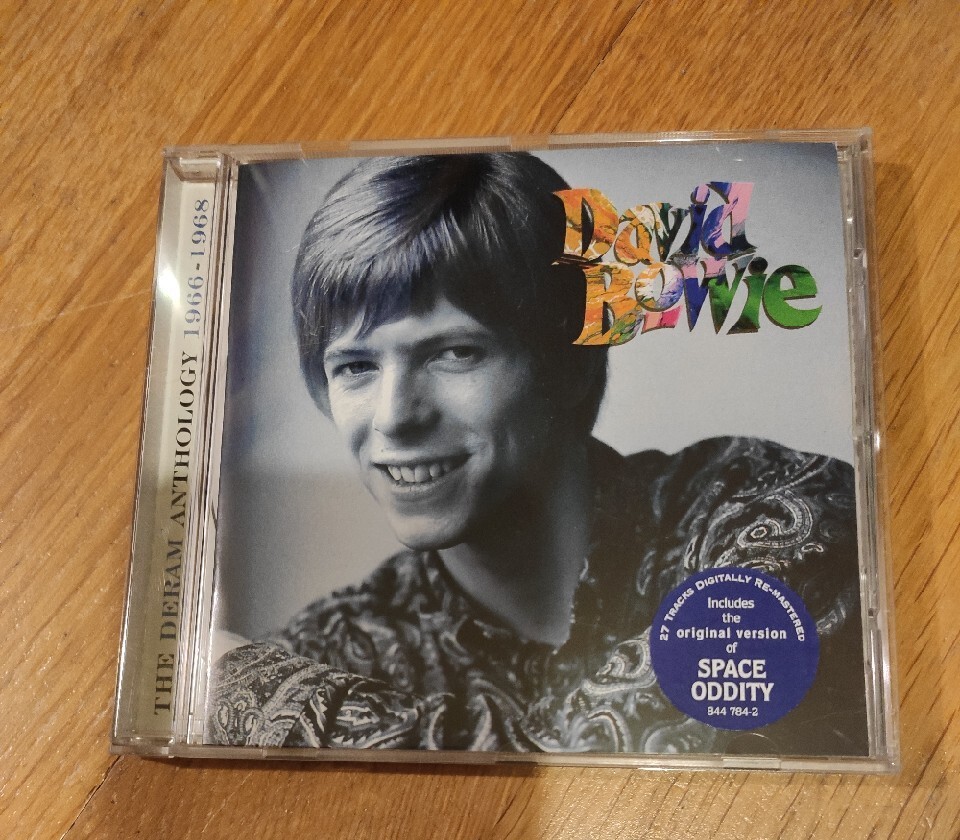 THE DERAM ANTHOLOGY 1966-1968
David
Bowie
27 Tracks Digitally Re-mastered
Includes
the
original version
of
SPACE
ODDITY
844 784-2